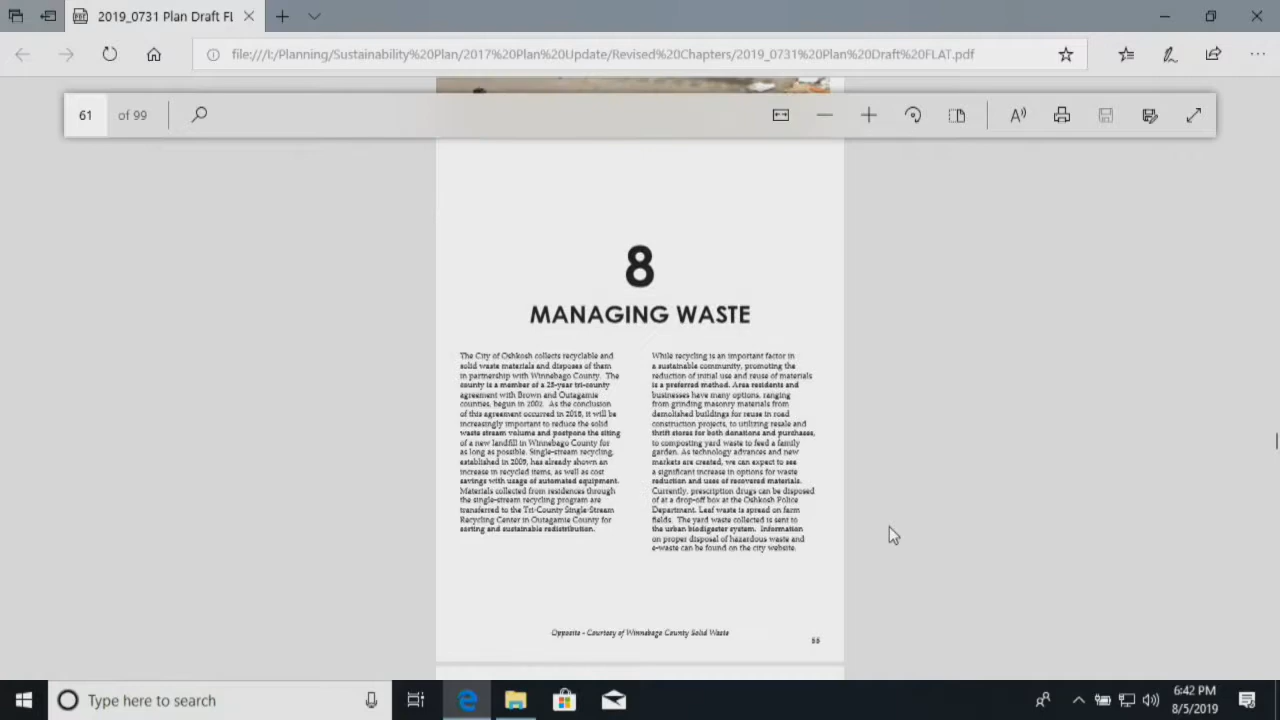 2019_0731 Plan Draft Fl
file:///I:/Planning/Sustainability%20Plan/2017%20Plan%20Update/Revised%20Chapters/2019_0731%20Plan%20Draft%20FLAT.pdf
61 of 99
8
MANAGING WASTE
The City of Oshkosh collects recyclable and
solid waste materials and disposes of them
in partnership with Winnebago County. The
county is a member of a 25-year tri-county
agreement with Brown and Outagamie
counties, begun in 2002. As the conclusion
of this agreement occurred in 2018, it will be
increasingly important to reduce the solid
waste stream volume and postpone the siting
of a new landfill in Winnebago County for
as long as possible. Single-stream recycling,
established in 2009, has already shown an
increase in recycled items, as well as cost
savings with usage of automated equipment.
Materials collected from residences through
the single-stream recycling program are
transferred to the Tri-County Single-Stream
Recycling Center in Outagamie County for
sorting and sustainable redistribution.
While recycling is an important factor in
a sustainable community, promoting the
reduction of initial use and reuse of materials
is a preferred method. Area residents and
businesses have many options, ranging
from grinding masonry materials from
demolished buildings for reuse in road
construction projects, to utilizing resale and
thrift stores for both donations and purchases,
to composting yard waste to feed a family
garden. As technology advances and new
markets are created, we can expect to see
a significant increase in options for waste
reduction and uses of recovered materials.
Currently, prescription drugs can be disposed
of at a drop-off box at the Oshkosh Police
Department. Leaf waste is spread on farm
fields. The yard waste collected is sent to
the urban biodigester system. Information
on proper disposal of hazardous waste and
e-waste can be found on the city website.
Opposite - Courtesy of Winnebago County Solid Waste
55
Type here to search
6:42 PM
8/5/2019